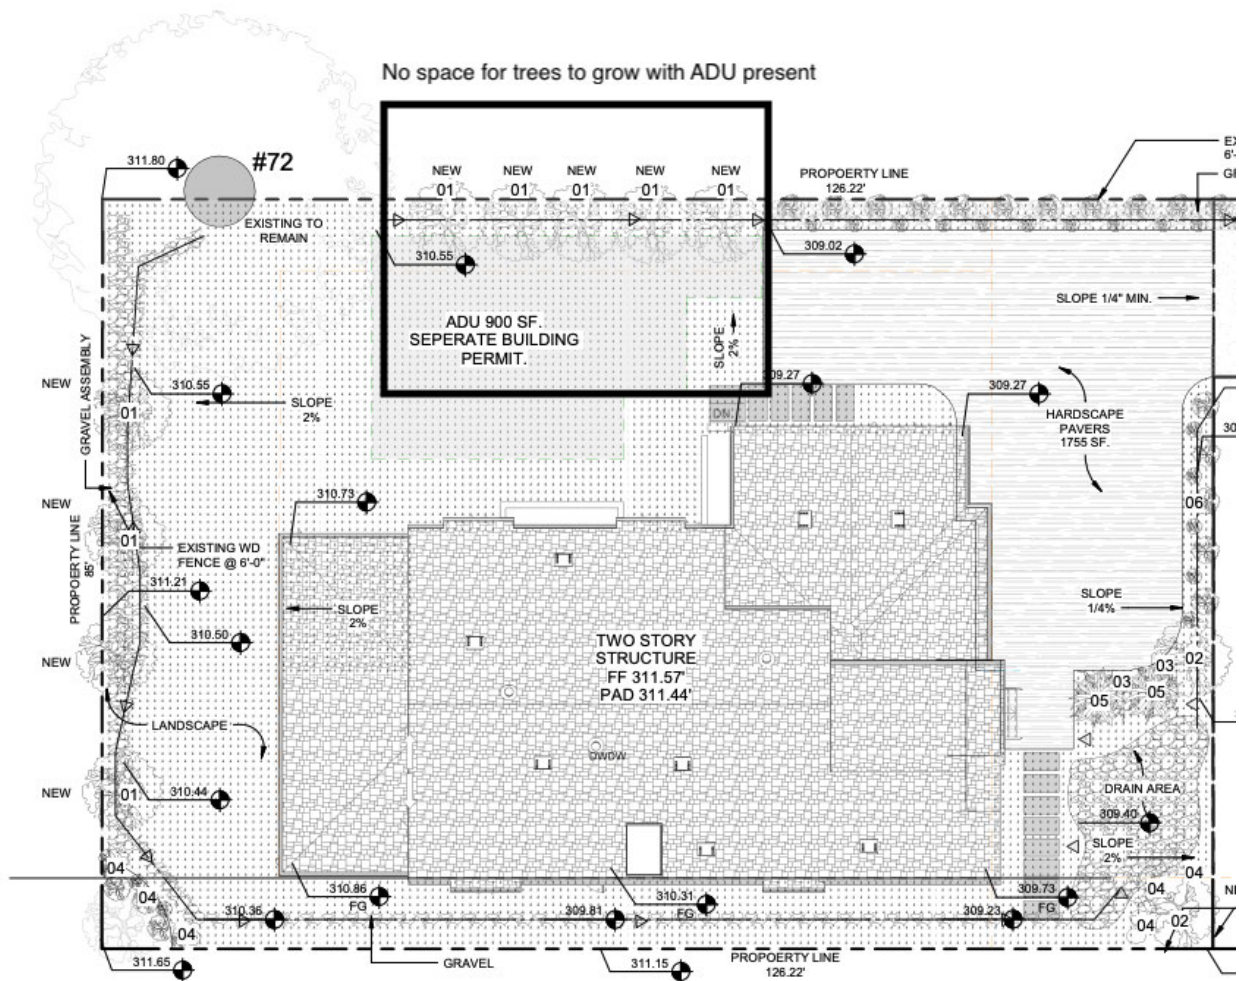 No space for trees to grow with ADU present
311.80
#72
NEW
NEW
NEW
NEW
NEW
01
01
01
01
01
PROPOERTY LINE
126.22'
EX
6'-
GR
EXISTING TO
REMAIN
310.55
309.02
SLOPE 1/4" MIN.
ADU 900 SF.
SEPERATE BUILDING
PERMIT.
SLOPE
2%
GRAVEL ASSEMBLY
NEW
310.55
01
SLOPE
2%
309.27
309.27
DN
HARDSCAPE
PAVERS
1755 SF.
30
310.73
NEW
06
01
EXISTING WD
FENCE @ 6'-0"
PROPOERTY LINE
85'
311.21
SLOPE
2%
310.50
SLOPE
1/4%
TWO STORY
STRUCTURE
FF 311.57'
PAD 311.44'
NEW
02
03
03
05
05
LANDSCAPE
DWDW
NEW
01
310.44
DRAIN AREA
309.40
SLOPE
2%
04
04
04
310.86
FG
310.31
FG
309.73
FG
04
04
310.36
309.81
309.23
04
02
NE
311.65
GRAVEL
311.15
PROPOERTY LINE
126.22'